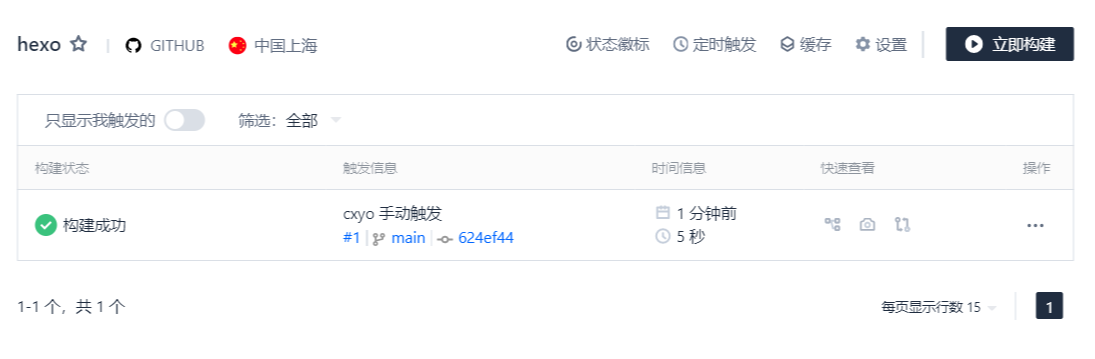 hexo GITHUB 中国上海 状态徽标 定时触发 缓存 设置 立即构建
只显示我触发的 筛选：全部
构建状态 触发信息 时间信息 快速查看 操作
构建成功 cxyo 手动触发 1 分钟前
#1 main 624ef44 5 秒
1-1 个，共 1 个 每页显示行数 15 1